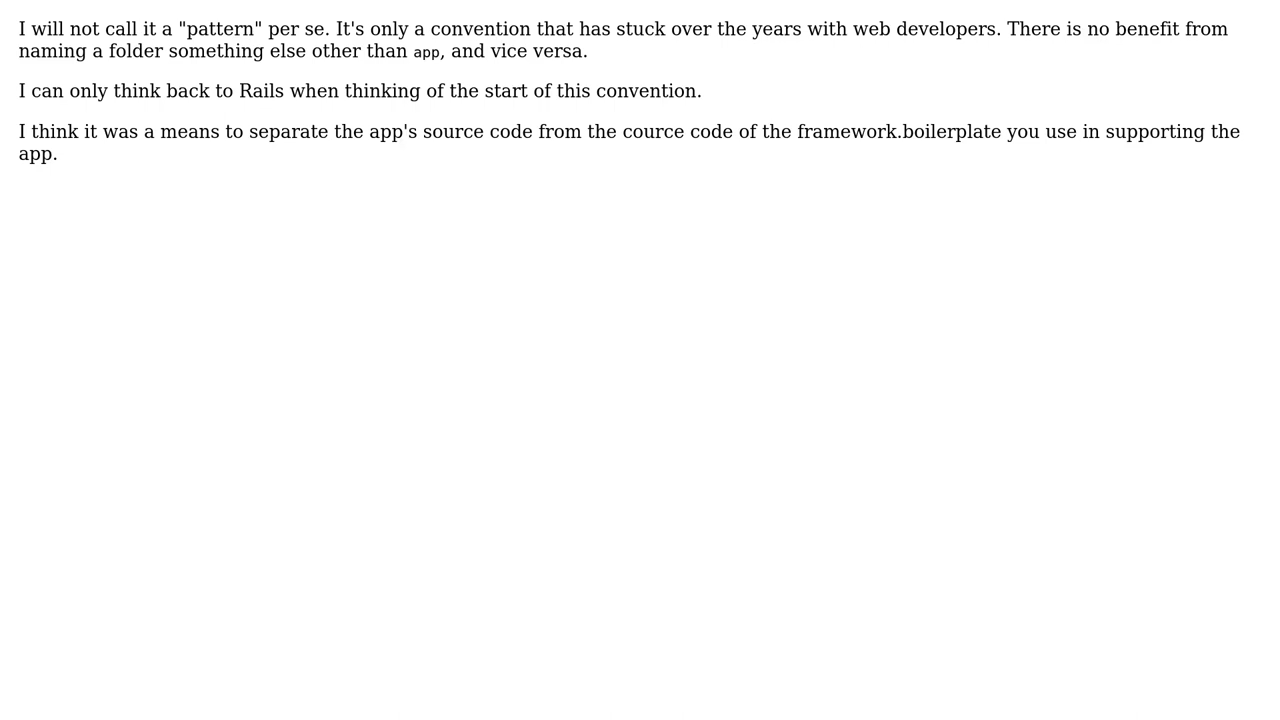 I will not call it a "pattern" per se. It's only a convention that has stuck over the years with web developers. There is no benefit from
naming a folder something else other than app, and vice versa.
I can only think back to Rails when thinking of the start of this convention.
I think it was a means to separate the app's source code from the cource code of the framework.boilerplate you use in supporting the
app.